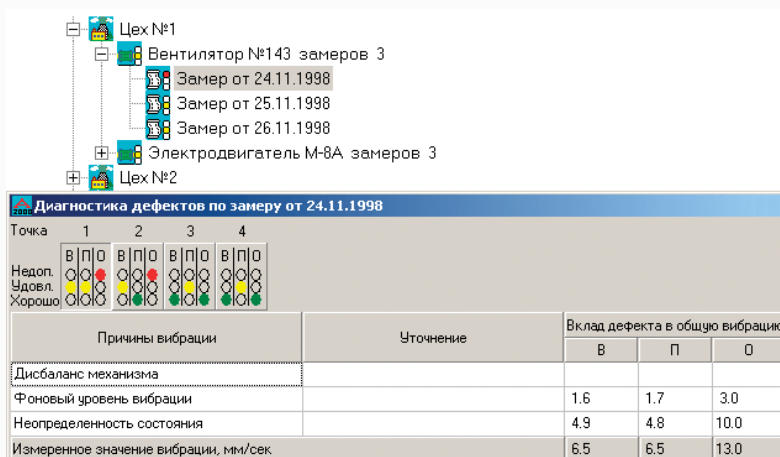 Цех №1
Вентилятор №143 замеров 3
Замер от 24.11.1998
Замер от 25.11.1998
Замер от 26.11.1998
Электродвигатель М-8А замеров 3
Цех №2
2000 Диагностика дефектов по замеру от 24.11.1998
Точка 1 2 3 4
В П О В П О В П О В П О
Недоп.
Удовл.
Хорошо
Причины вибрации Уточнение Вклад дефекта в общую вибрацию
В П О
Дисбаланс механизма
Фоновый уровень вибрации 1.6 1.7 3.0
Неопределенность состояния 4.9 4.8 10.0
Измеренное значение вибрации, мм/сек 6.5 6.5 13.0